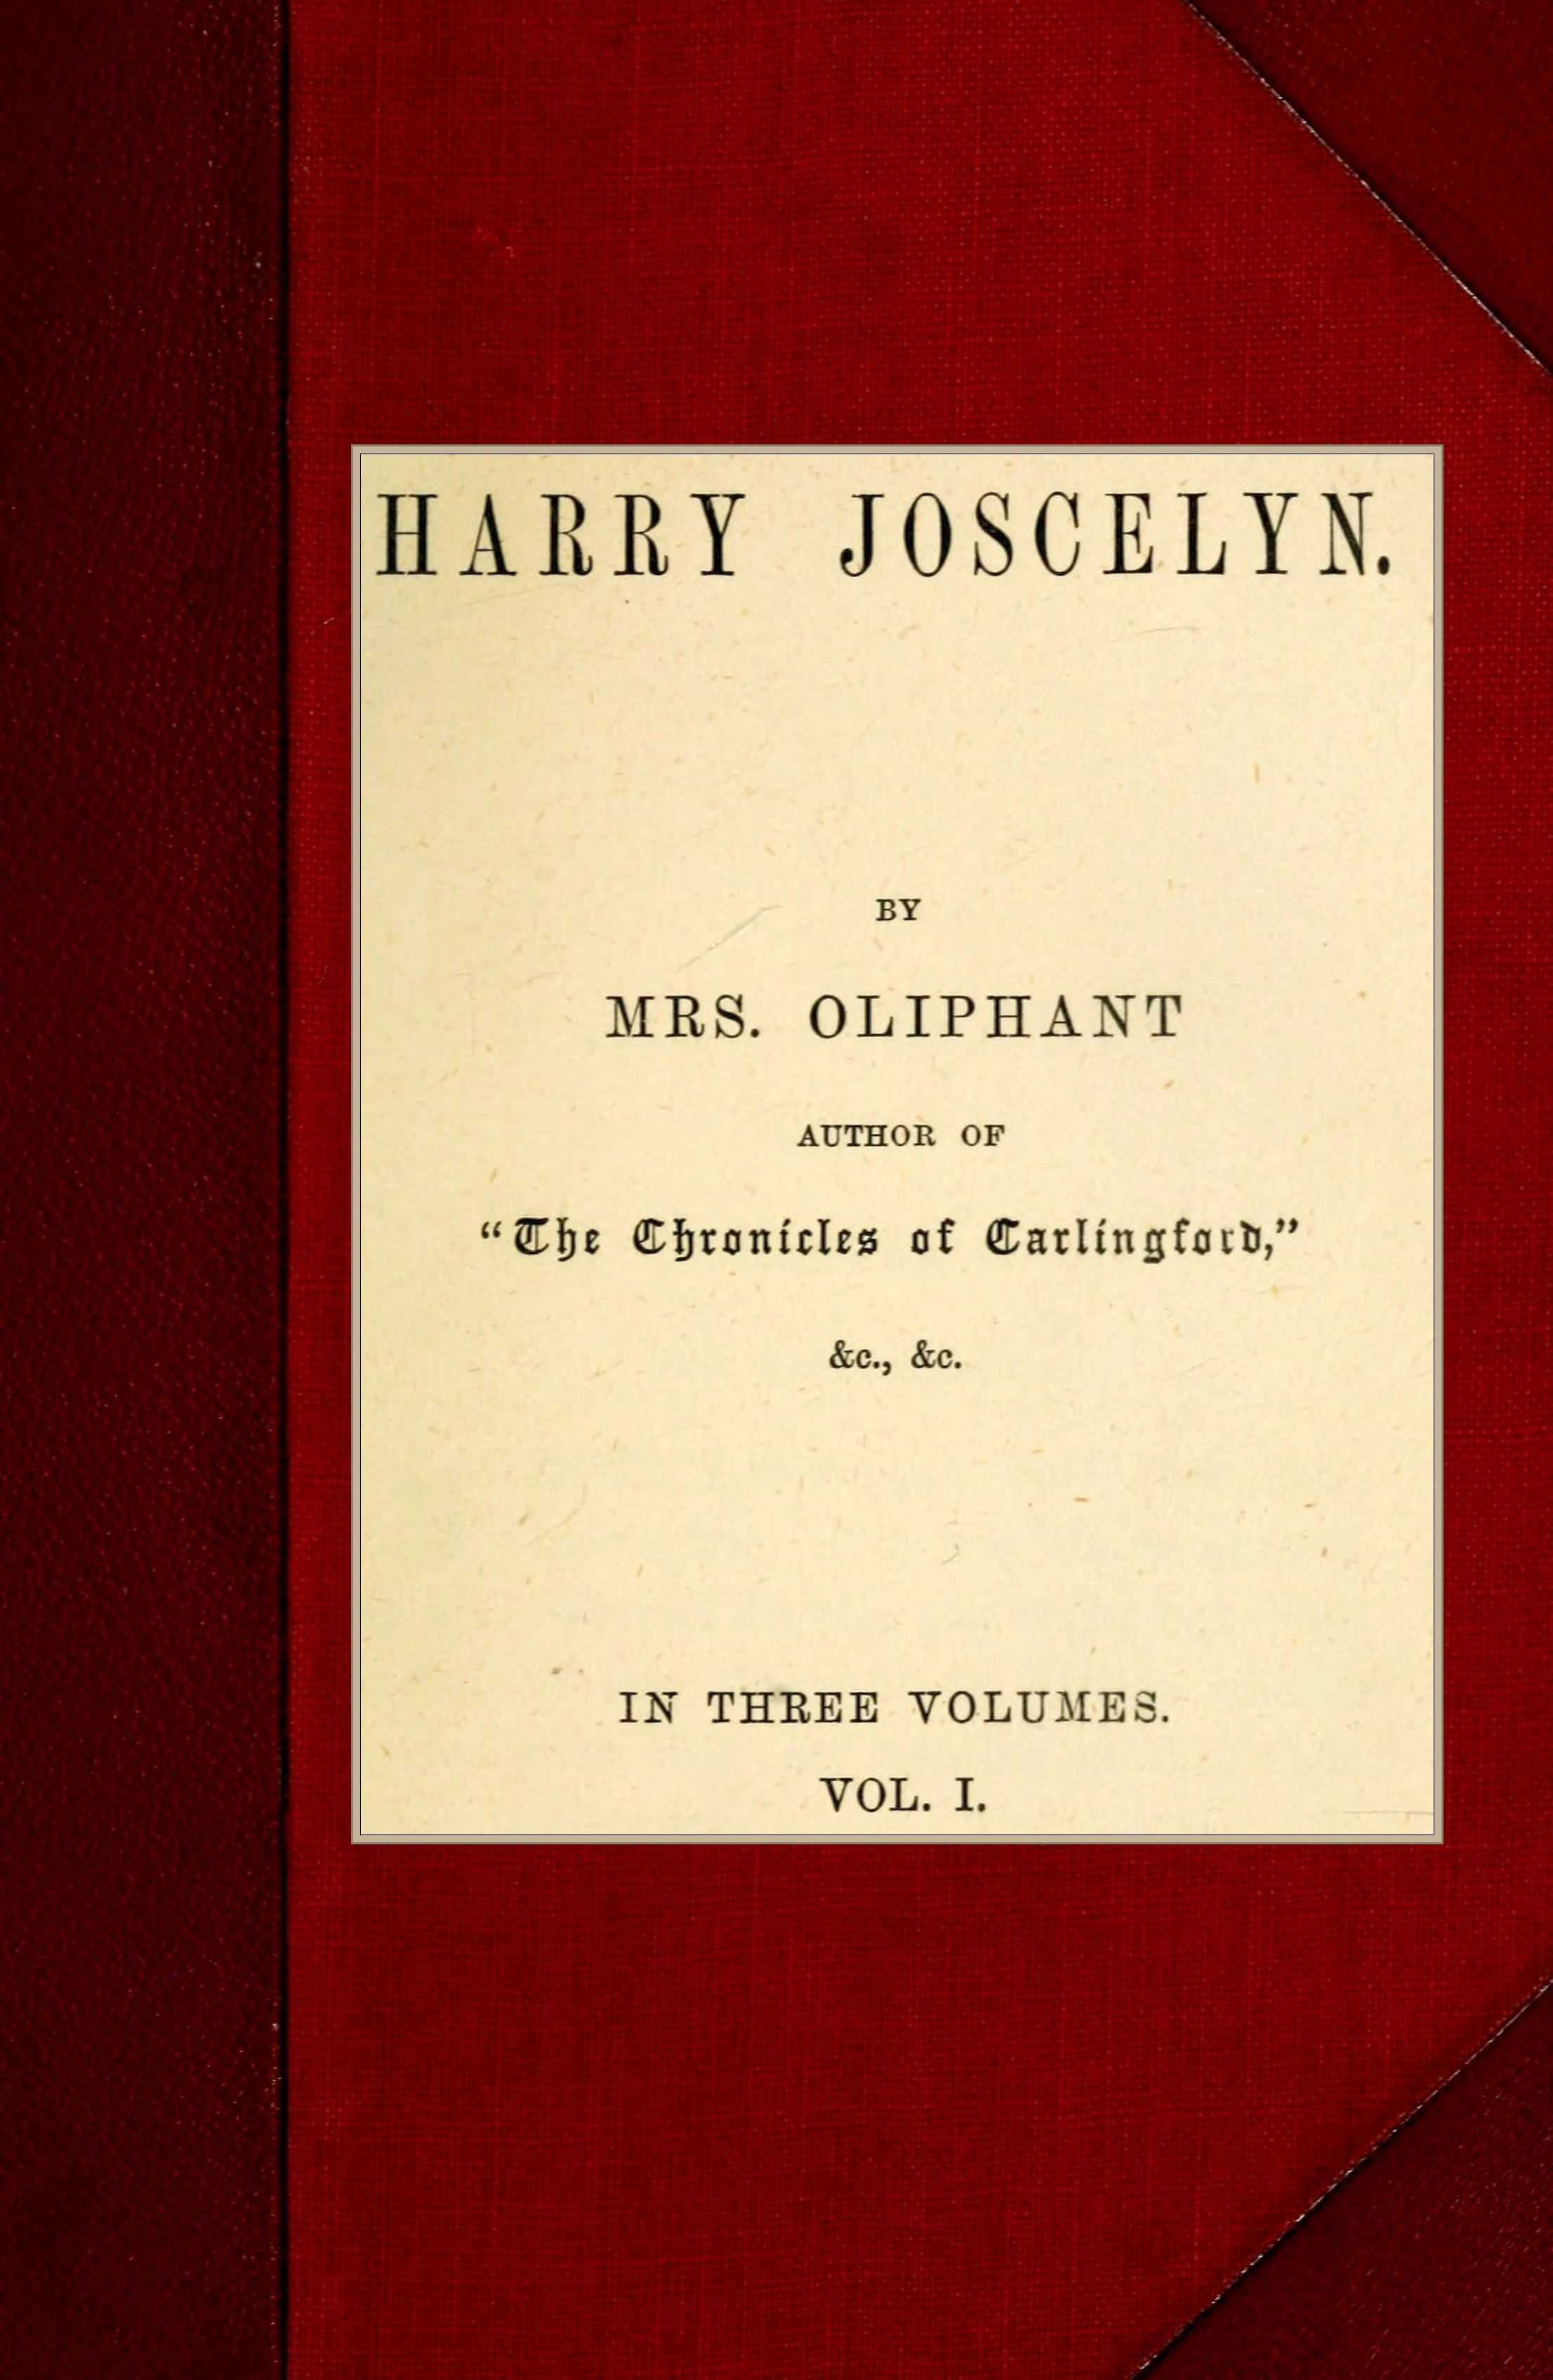 HARRY JOSCELYN.
BY
MRS. OLIPHANT
AUTHOR OF
“The Chronicles of Carlingford,”
&c., &c.
IN THREE VOLUMES.
VOL. I.